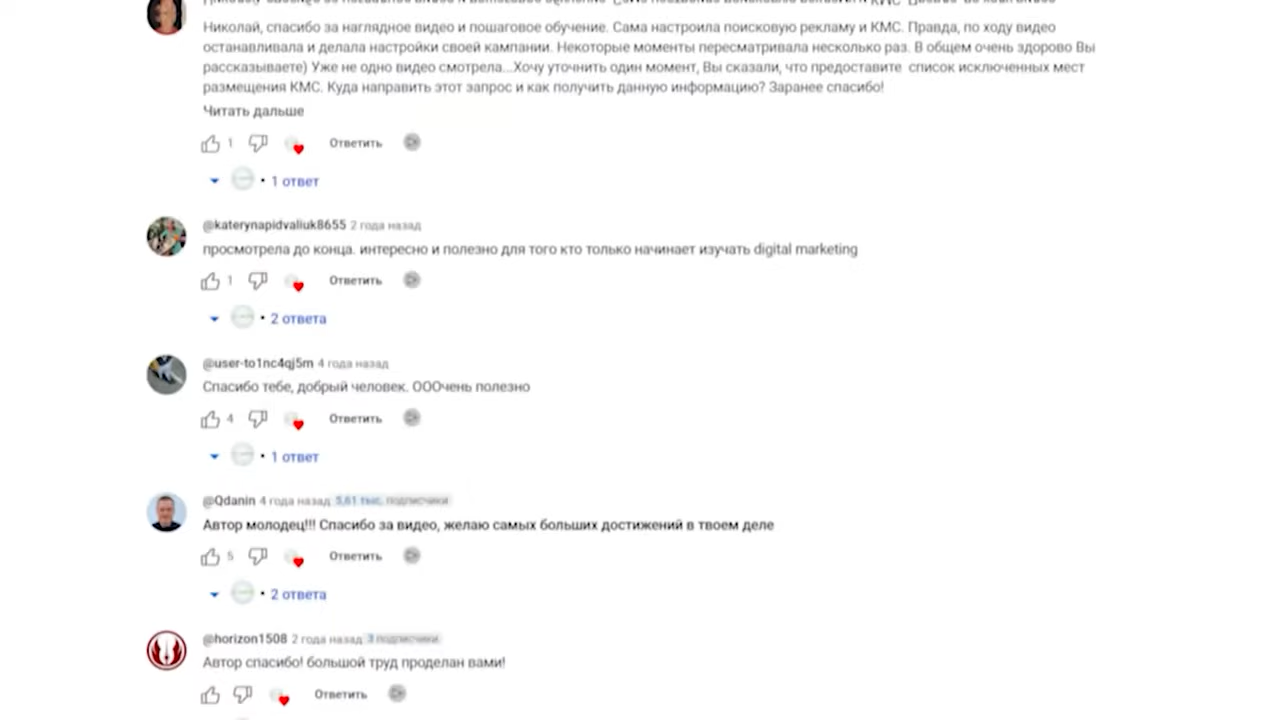 Николай, спасибо за наглядное видео и пошаговое обучение. Сама настроила поисковую рекламу и КМС. Правда, по ходу видео
останавливала и делала настройки своей кампании. Некоторые моменты пересматривала несколько раз. В общем очень здорово Вы
рассказываете) Уже не одно видео смотрела...Хочу уточнить один момент, Вы сказали, что предоставите список исключенных мест
размещения КМС. Куда направить этот запрос и как получить данную информацию? Заранее спасибо!
Читать дальше
1 Ответить
• 1 ответ
@katerynapidvaliuk8655 2 года назад
просмотрела до конца. интересно и полезно для того кто только начинает изучать digital marketing
1 Ответить
• 2 ответа
@user-to1nc4qj5m 4 года назад
Спасибо тебе, добрый человек. ОООчень полезно
4 Ответить
• 1 ответ
@Qdanin 4 года назад 5,61 тыс. подписчики
Автор молодец!!! Спасибо за видео, желаю самых больших достижений в твоем деле
5 Ответить
• 2 ответа
@horizon1508 2 года назад 3 подписчики
Автор спасибо! большой труд проделан вами!
Ответить